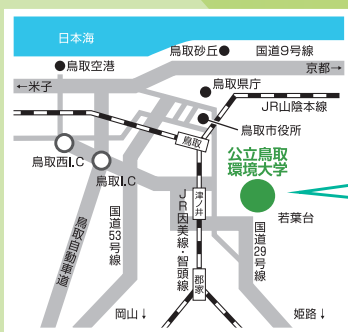 日本海
鳥取砂丘
国道9号線
鳥取空港
京都→
←米子
鳥取県庁
JR山陰本線
鳥取市役所
鳥取
鳥取西I.C
鳥取I.C
公立鳥取
環境大学
津ノ井
若葉台
鳥取自動車道
国道53号線
JR因美線・智頭線
国道29号線
郡家
岡山↓
姫路↓